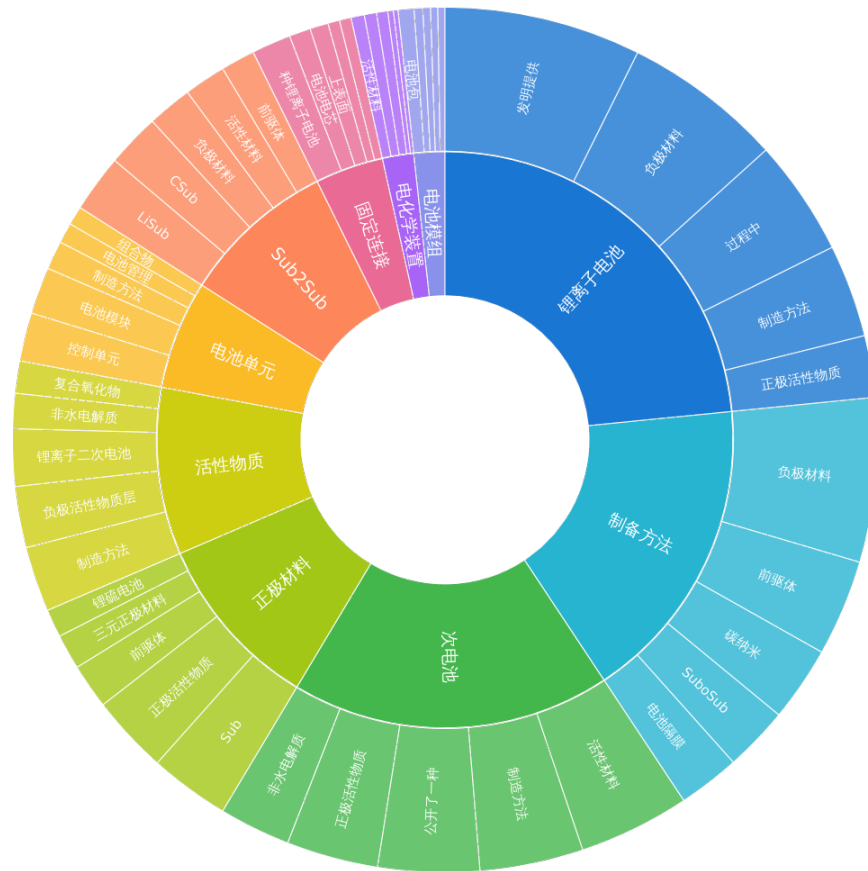 锂离子电池
发明提供
负极材料
过程中
制造方法
正极活性物质
制备方法
负极材料
前驱体
碳纳米
SuboSub
电池隔膜
次电池
活性材料
制造方法
公开了一种
正极活性物质
非水电解质
正极材料
Sub
正极活性物质
前驱体
三元正极材料
锂硫电池
活性物质
制造方法
负极活性物质层
锂离子二次电池
非水电解质
复合氧化物
电池单元
控制单元
电池模块
制造方法
电池管理
组合物
Sub2Sub
LiSub
CSub
负极材料
活性材料
前驱体
固定连接
种锂离子电池
电池电芯
上表面
电化学装置
活性材料
电池模组
电池包